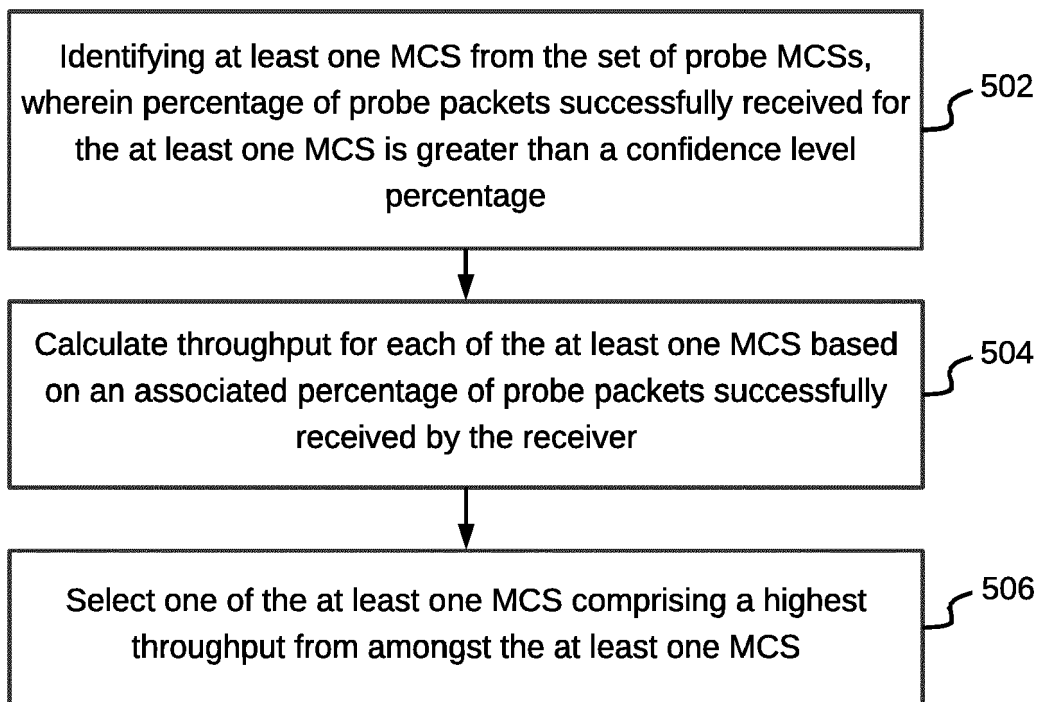 Identifying at least one MCS from the set of probe MCSs,
wherein percentage of probe packets successfully received for
the at least one MCS is greater than a confidence level
percentage
502
Calculate throughput for each of the at least one MCS based
on an associated percentage of probe packets successfully
received by the receiver
504
Select one of the at least one MCS comprising a highest
throughput from amongst the at least one MCS
506